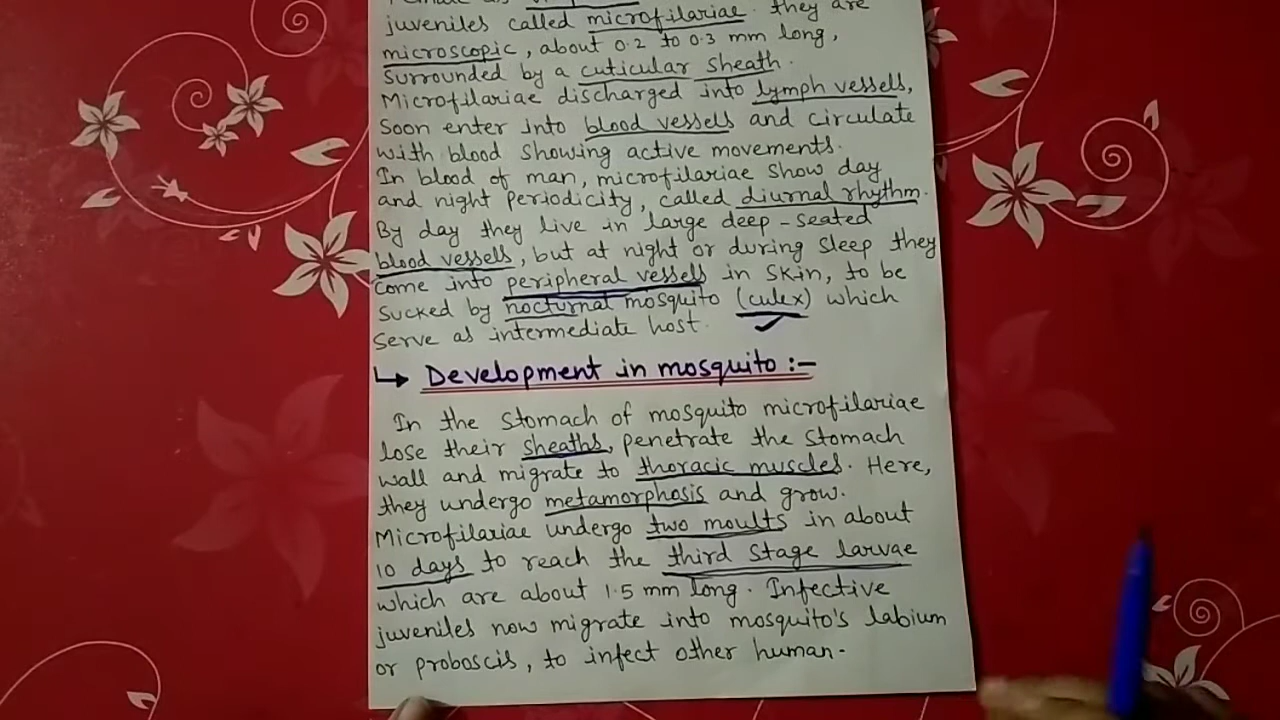 juveniles called microfilariae. they are
microscopic, about 0.2 to 0.3 mm long,
surrounded by a cuticular sheath.
Microfilariae discharged into lymph vessels,
soon enter into blood vessels and circulate
with blood showing active movements.
In blood of man, microfilariae show day
and night periodicity, called diurnal rhythm.
By day they live in large deep-seated
blood vessels, but at night or during sleep they
come into peripheral vessels in skin, to be
sucked by nocturnal mosquito (culex) which
serve as intermediate host.
↳ Development in mosquito :-
In the stomach of mosquito microfilariae
lose their sheaths, penetrate the stomach
wall and migrate to thoracic muscles. Here,
they undergo metamorphosis and grow.
Microfilariae undergo two moults in about
10 days to reach the third stage larvae
which are about 1.5 mm long. Infective
juveniles now migrate into mosquito's labium
or proboscis, to infect other human.